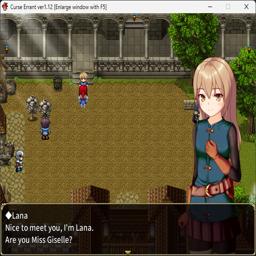 Curse Errant ver1.12 [Enlarge window with F5]
♦Lana
Nice to meet you, I'm Lana.
Are you Miss Giselle?